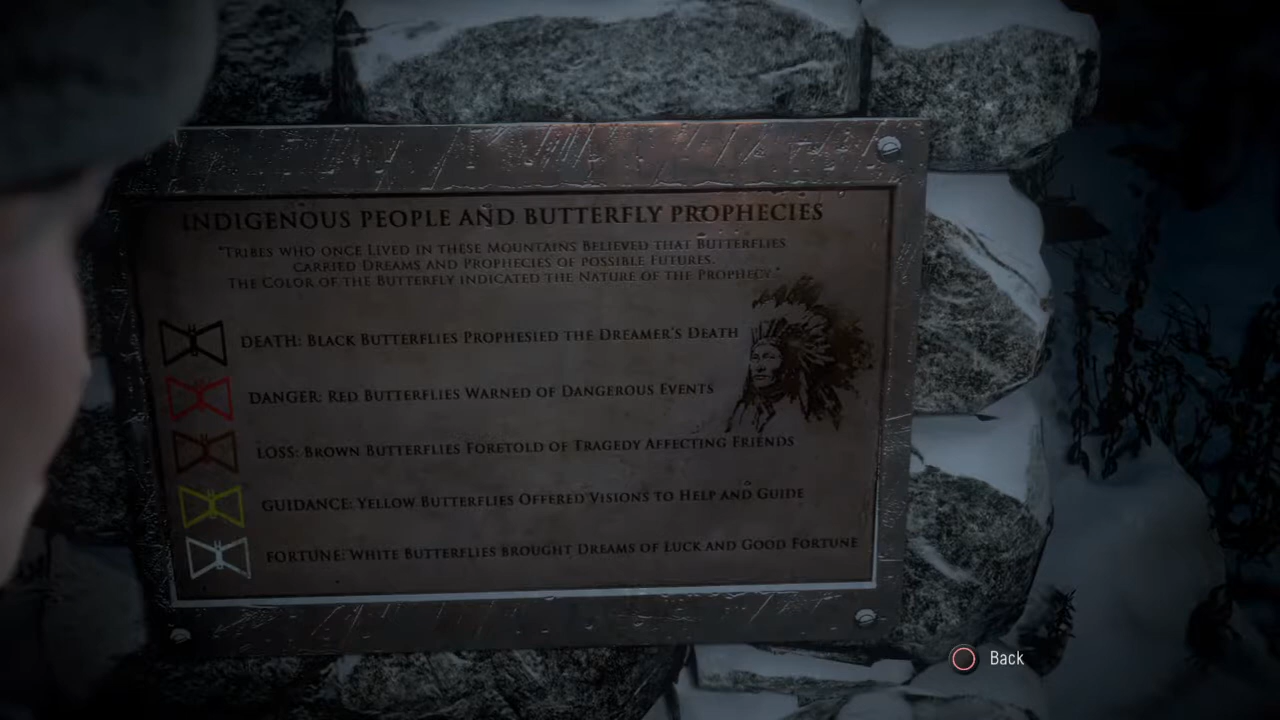 INDIGENOUS PEOPLE AND BUTTERFLY PROPHECIES
"TRIBES WHO ONCE LIVED IN THESE MOUNTAINS BELIEVED THAT BUTTERFLIES
CARRIED DREAMS AND PROPHECIES OF POSSIBLE FUTURES.
THE COLOR OF THE BUTTERFLY INDICATED THE NATURE OF THE PROPHECY."
DEATH: BLACK BUTTERFLIES PROPHESIED THE DREAMER'S DEATH
DANGER: RED BUTTERFLIES WARNED OF DANGEROUS EVENTS
LOSS: BROWN BUTTERFLIES FORETOLD OF TRAGEDY AFFECTING FRIENDS
GUIDANCE: YELLOW BUTTERFLIES OFFERED VISIONS TO HELP AND GUIDE
FORTUNE: WHITE BUTTERFLIES BROUGHT DREAMS OF LUCK AND GOOD FORTUNE
Back